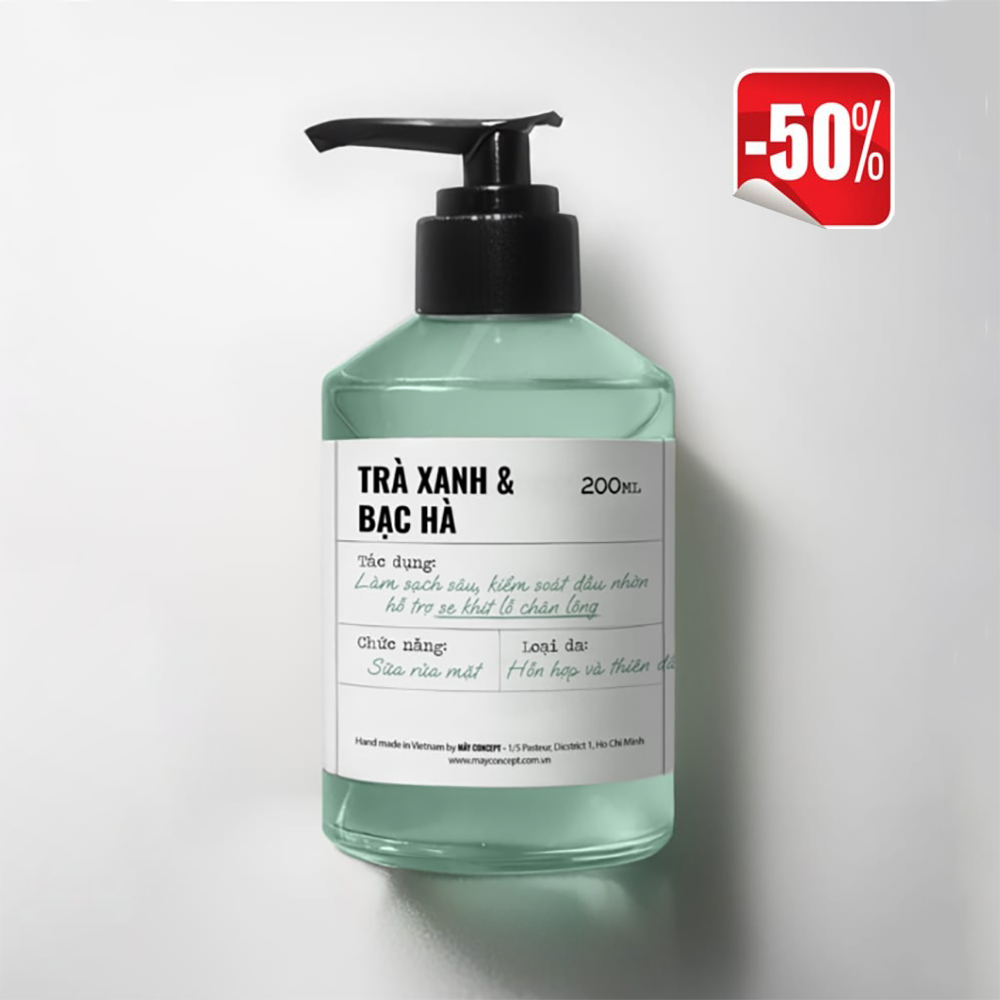 -50%
TRÀ XANH &
200ML
BẠC HÀ
Tác dụng:
Làm sạch sâu, kiểm soát dầu nhờn
hỗ trợ se khít lỗ chân lông
Chức năng:
Sữa rửa mặt
Loại da:
Hỗn hợp và thiên
Hand made in Vietnam by MÂY CONCEPT - 1/5 Pasteur, Dicstrict 1, Ho Chi Minh
www.mayconcept.com.vn